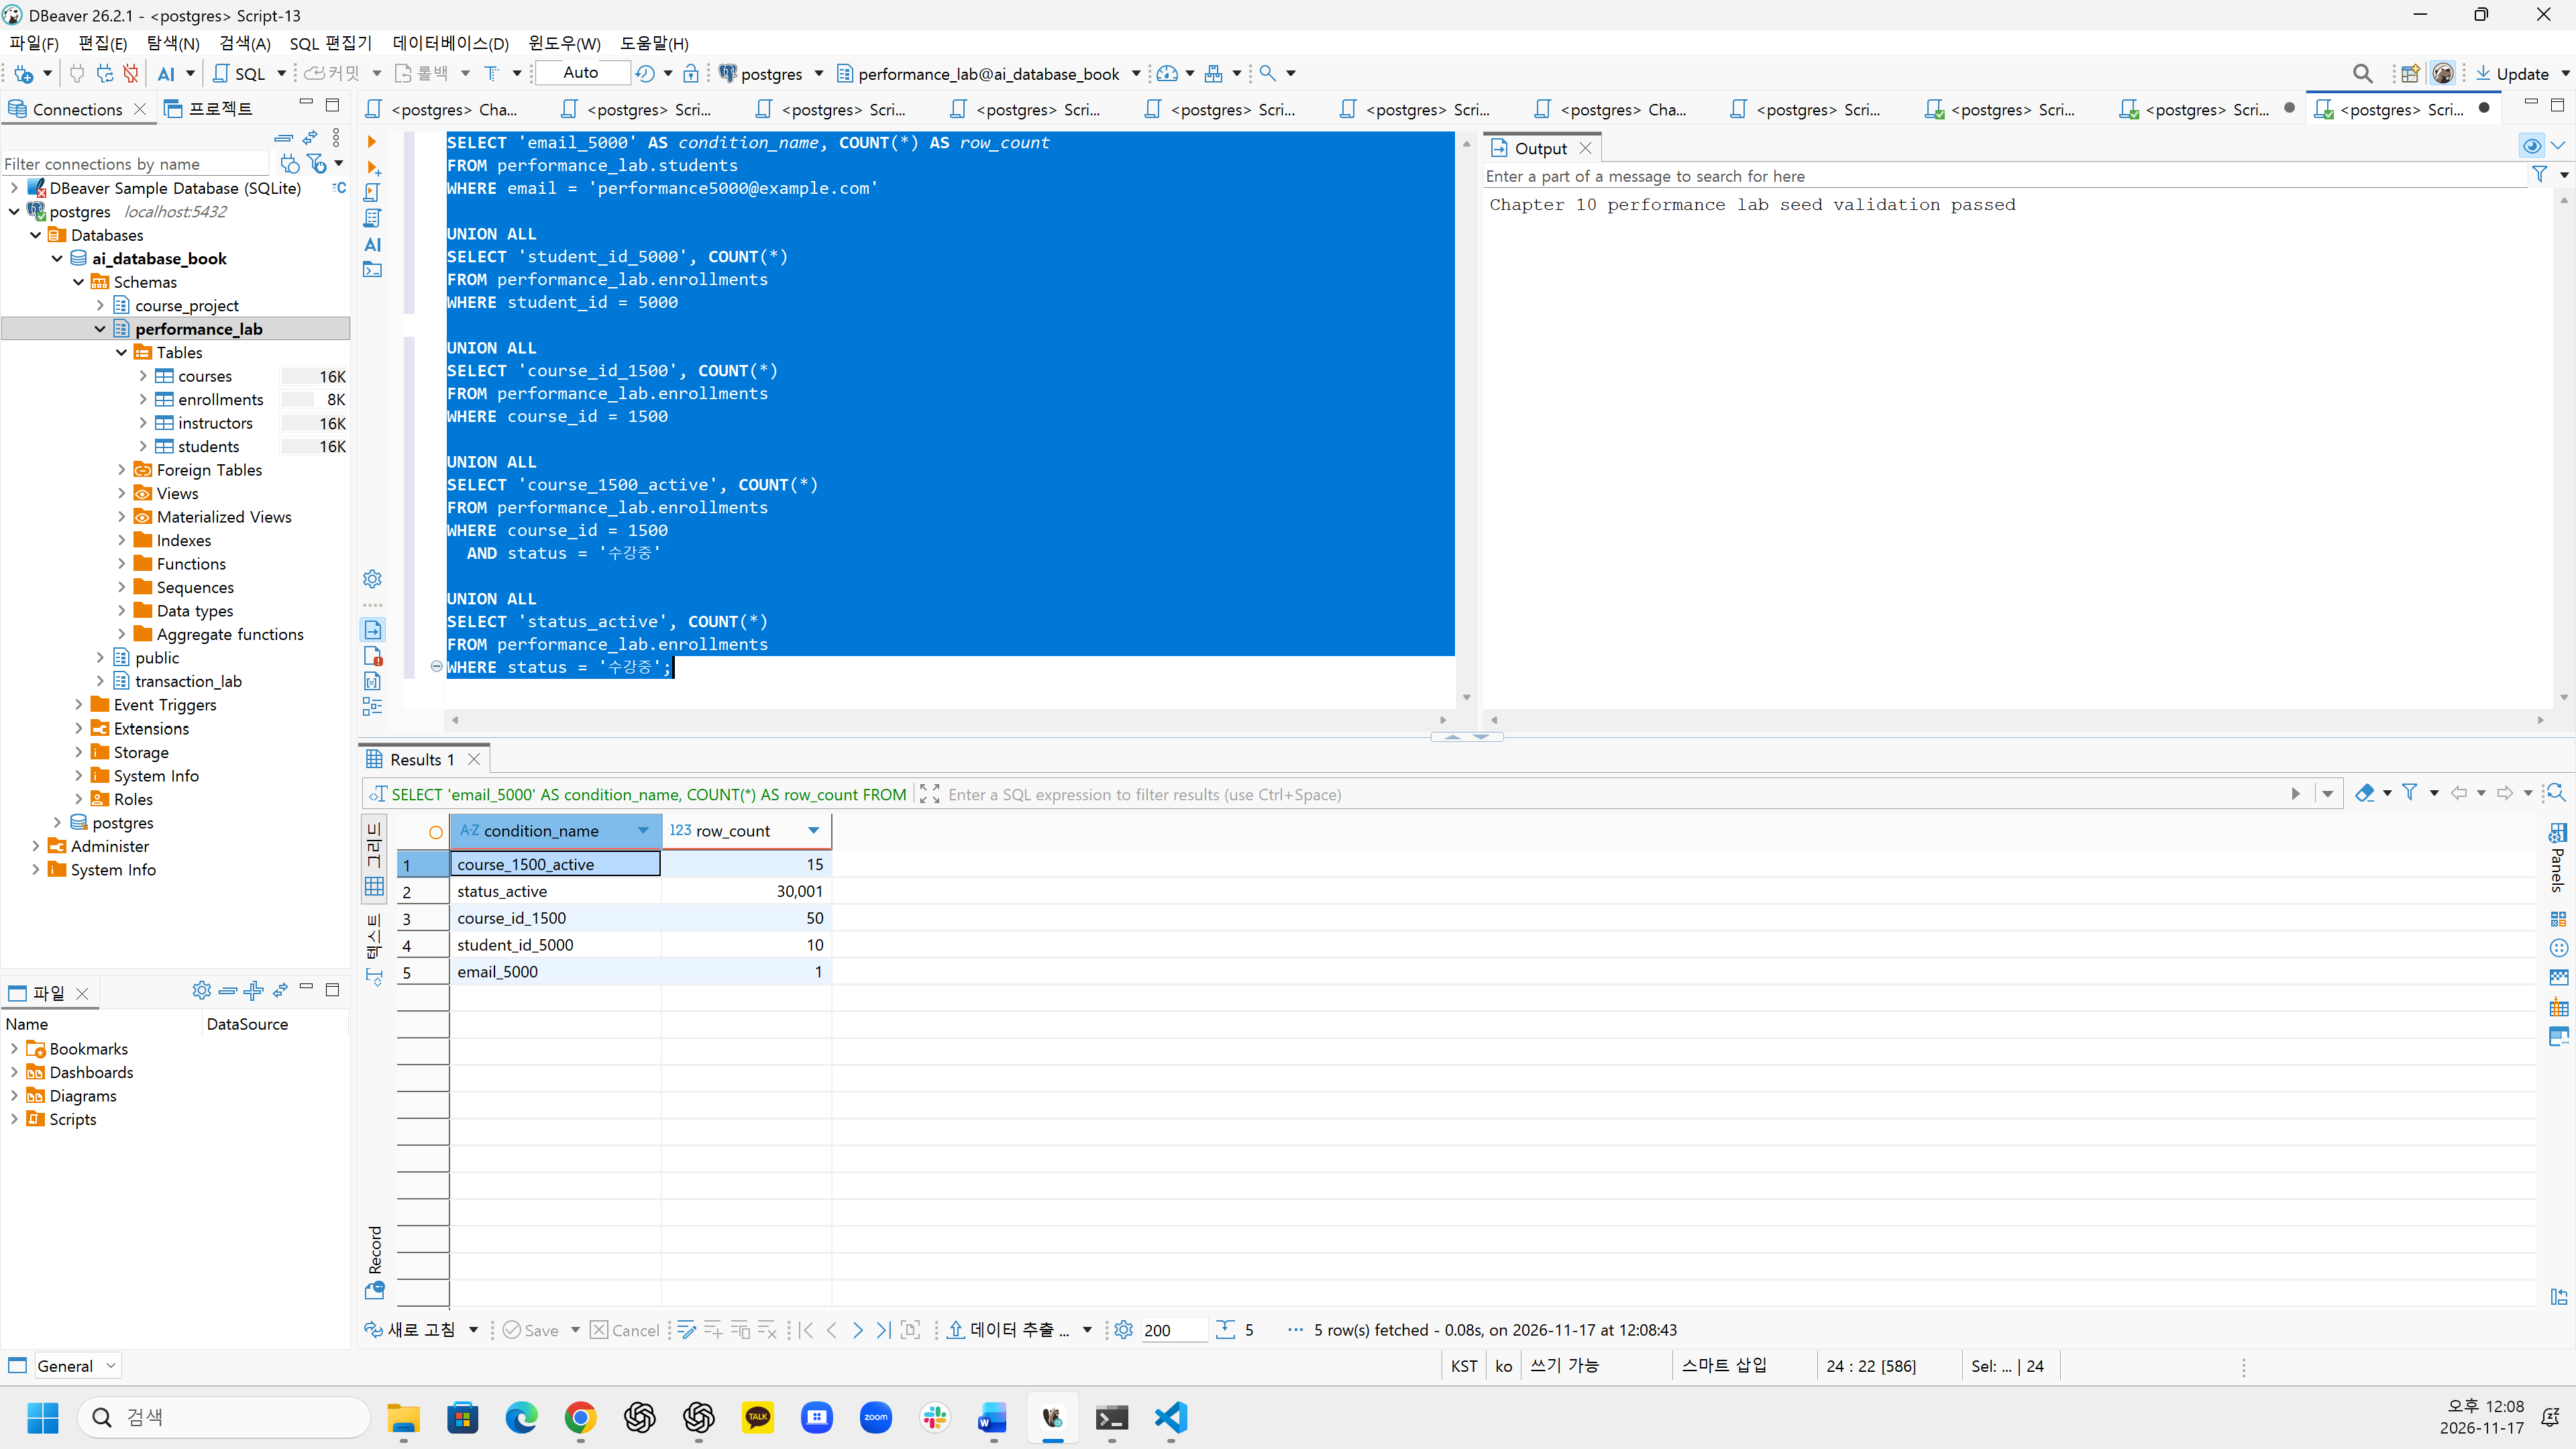 DBeaver 26.2.1 - <postgres> Script-13
파일(F) 편집(E) 탐색(N) 검색(A) SQL 편집기 데이터베이스(D) 윈도우(W) 도움말(H)
AI SQL 커밋 롤백 Auto postgres performance_lab@ai_database_book Update
Connections 프로젝트
<postgres> Cha... <postgres> Scri... <postgres> Scri... <postgres> Scri... <postgres> Scri... <postgres> Scri... <postgres> Cha... <postgres> Scri... <postgres> Scri... <postgres> Scri... <postgres> Scri...
Filter connections by name
DBeaver Sample Database (SQLite)
postgres localhost:5432
Databases
ai_database_book
Schemas
course_project
performance_lab
Tables
courses 16K
enrollments 8K
instructors 16K
students 16K
Foreign Tables
Views
Materialized Views
Indexes
Functions
Sequences
Data types
Aggregate functions
public
transaction_lab
Event Triggers
Extensions
Storage
System Info
Roles
postgres
Administer
System Info
AI
SELECT 'email_5000' AS condition_name, COUNT(*) AS row_count
FROM performance_lab.students
WHERE email = 'performance5000@example.com'
UNION ALL
SELECT 'student_id_5000', COUNT(*)
FROM performance_lab.enrollments
WHERE student_id = 5000
UNION ALL
SELECT 'course_id_1500', COUNT(*)
FROM performance_lab.enrollments
WHERE course_id = 1500
UNION ALL
SELECT 'course_1500_active', COUNT(*)
FROM performance_lab.enrollments
WHERE course_id = 1500
AND status = '수강중'
UNION ALL
SELECT 'status_active', COUNT(*)
FROM performance_lab.enrollments
WHERE status = '수강중';
Output
Enter a part of a message to search for here
Chapter 10 performance lab seed validation passed
파일
Name DataSource
Bookmarks
Dashboards
Diagrams
Scripts
Results 1
SELECT 'email_5000' AS condition_name, COUNT(*) AS row_count FROM Enter a SQL expression to filter results (use Ctrl+Space)
그리드
텍스트
Record
A-Z condition_name 123 row_count
1 course_1500_active 15
2 status_active 30,001
3 course_id_1500 50
4 student_id_5000 10
5 email_5000 1
Panels
새로 고침 Save Cancel 데이터 추출 ... 200 5 ... 5 row(s) fetched - 0.08s, on 2026-11-17 at 12:08:43
General KST ko 쓰기 가능 스마트 삽입 24 : 22 [586] Sel: ... | 24
검색
TALK
zoom
오후 12:08
2026-11-17